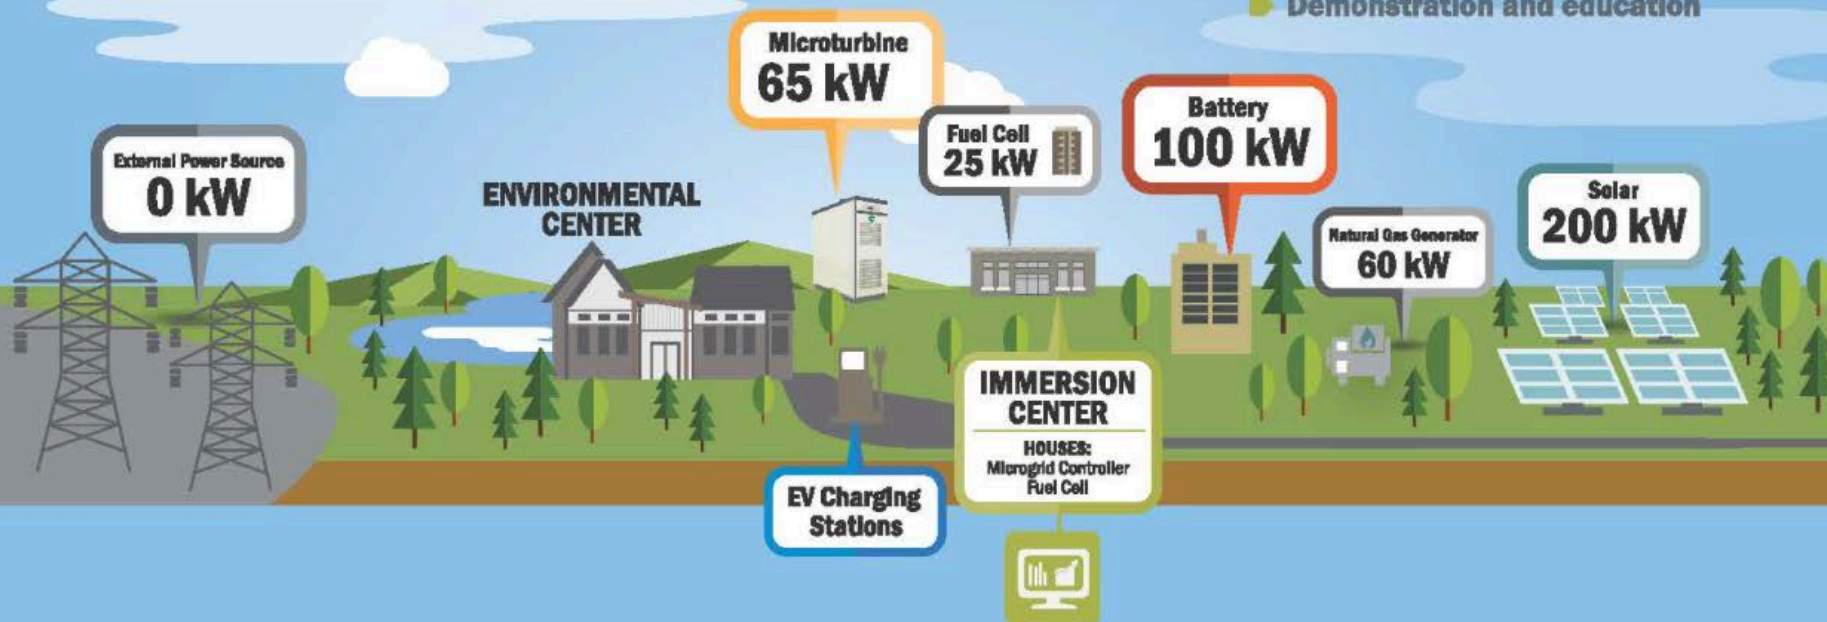 Demonstration and education
Microturbine
65 kW
External Power Source
0 kW
ENVIRONMENTAL
CENTER
Fuel Cell
25 kW
Battery
100 kW
Natural Gas Generator
60 kW
Solar
200 kW
IMMERSION
CENTER
HOUSES:
Microgrid Controller
Fuel Cell
EV Charging
Stations